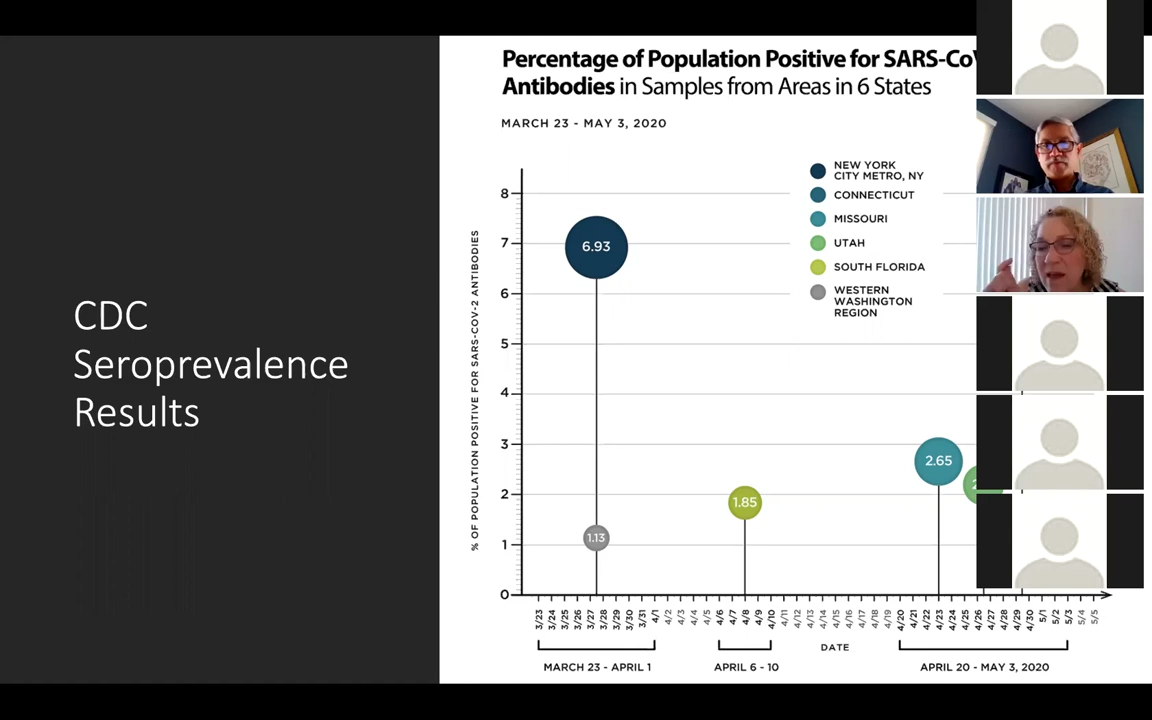 CDC
Seroprevalence
Results
Percentage of Population Positive for
Antibodies in Samples from Areas in 6 States
MARCH 23 - MAY 3, 2020
NEW YORK
CITY METRO, NY
CONNECTICUT
MISSOURI
UTAH
SOUTH FLORIDA
WESTERN
WASHINGTON
REGION
% OF POPULATION POSITIVE FOR SARS-COV-2 ANTIBODIES
8
7
6
5
4
3
2
1
0
6.93
1.13
1.85
2.65
3/23 3/24 3/25 3/26 3/27 3/28 3/29 3/30 3/31 4/1 4/2 4/3 4/4 4/5 4/6 4/7 4/8 4/9 4/10 4/11 4/12 4/13 4/14 4/15 4/16 4/17 4/18 4/19 4/20 4/21 4/22 4/23 4/24 4/25 4/26 4/27 4/28 4/29 4/30 5/1 5/2 5/3 5/4 5/5
DATE
MARCH 23 - APRIL 1
APRIL 6 - 10
APRIL 20 - MAY 3, 2020